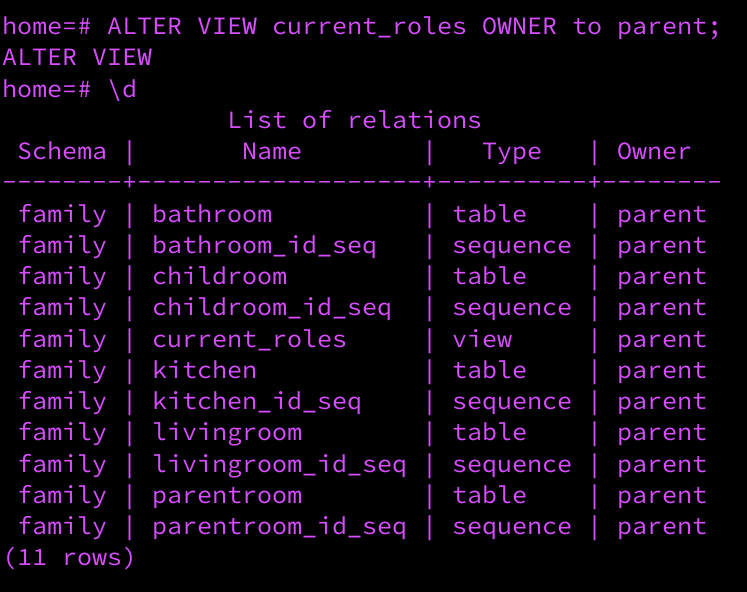 home=# ALTER VIEW current_roles OWNER to parent;
ALTER VIEW
home=# \d
                List of relations
 Schema |        Name        |   Type   | Owner
--------+-------------------+----------+--------
 family | bathroom          | table    | parent
 family | bathroom_id_seq   | sequence | parent
 family | childroom         | table    | parent
 family | childroom_id_seq  | sequence | parent
 family | current_roles     | view     | parent
 family | kitchen           | table    | parent
 family | kitchen_id_seq    | sequence | parent
 family | livingroom        | table    | parent
 family | livingroom_id_seq | sequence | parent
 family | parentroom        | table    | parent
 family | parentroom_id_seq | sequence | parent
(11 rows)